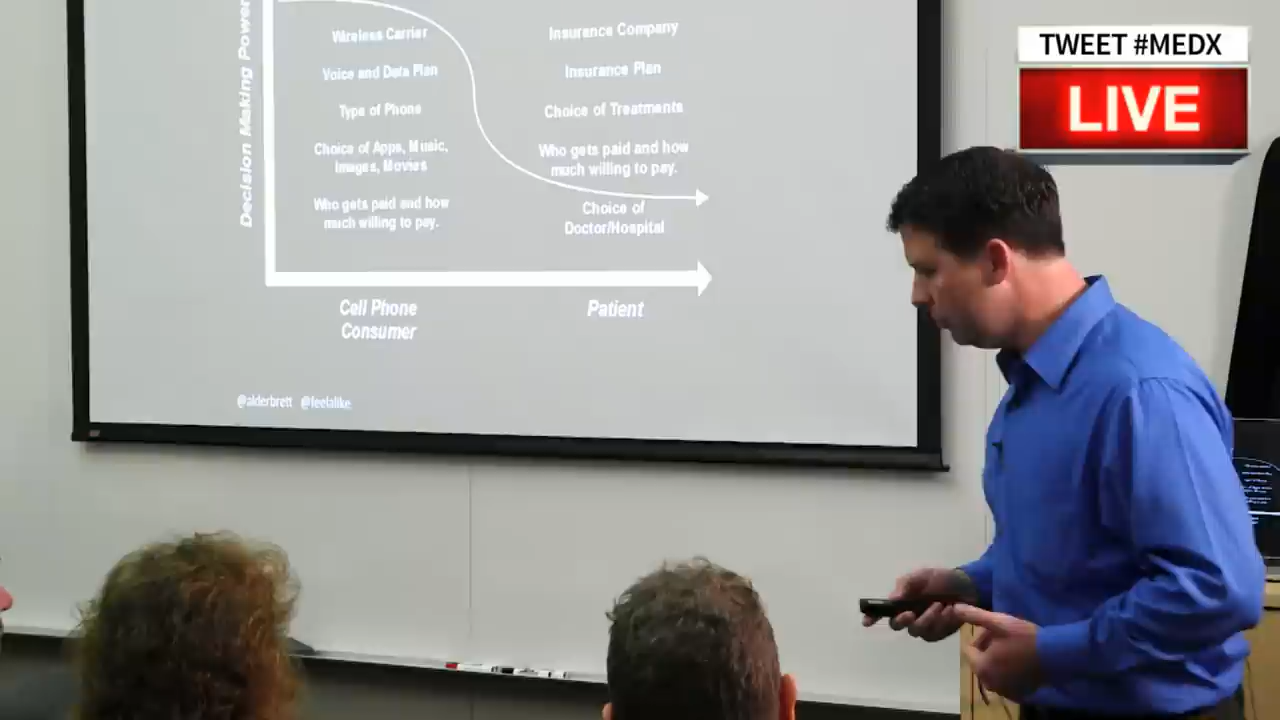 TWEET #MEDX
LIVE
Decision Making Power
Wireless Carrier
Voice and Data Plan
Type of Phone
Choice of Apps, Music,
Images, Movies
Who gets paid and how
much willing to pay.
Insurance Company
Insurance Plan
Choice of Treatments
Who gets paid and how
much willing to pay.
Choice of
Doctor/Hospital
Cell Phone
Consumer
Patient
@alderbrett @feelalike